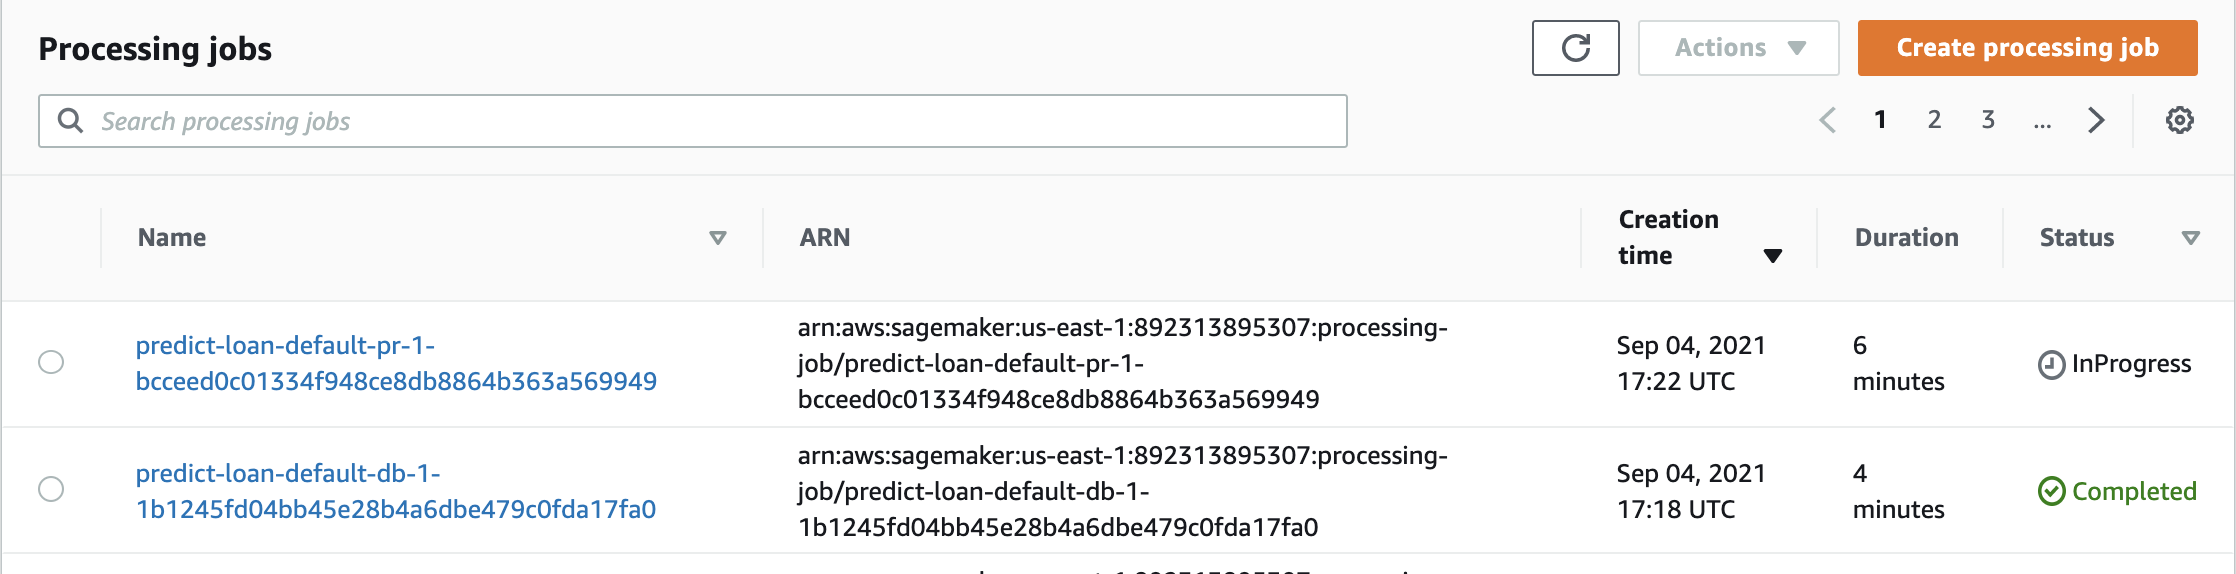 Processing jobs
Actions
Create processing job
Search processing jobs
1 2 3 ...
Name
ARN
Creation
time
Duration
Status
predict-loan-default-pr-1-
bcceed0c01334f948ce8db8864b363a569949
arn:aws:sagemaker:us-east-1:892313895307:processing-
job/predict-loan-default-pr-1-
bcceed0c01334f948ce8db8864b363a569949
Sep 04, 2021
17:22 UTC
6
minutes
InProgress
predict-loan-default-db-1-
1b1245fd04bb45e28b4a6dbe479c0fda17fa0
arn:aws:sagemaker:us-east-1:892313895307:processing-
job/predict-loan-default-db-1-
1b1245fd04bb45e28b4a6dbe479c0fda17fa0
Sep 04, 2021
17:18 UTC
4
minutes
Completed